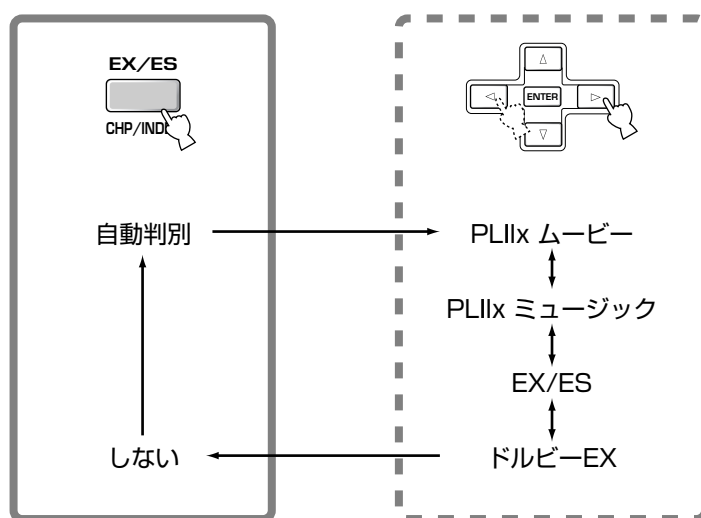 EX/ES
CHP/INDE
ENTER
自動判別
PLIIx ムービー
PLIIx ミュージック
EX/ES
しない
ドルビーEX